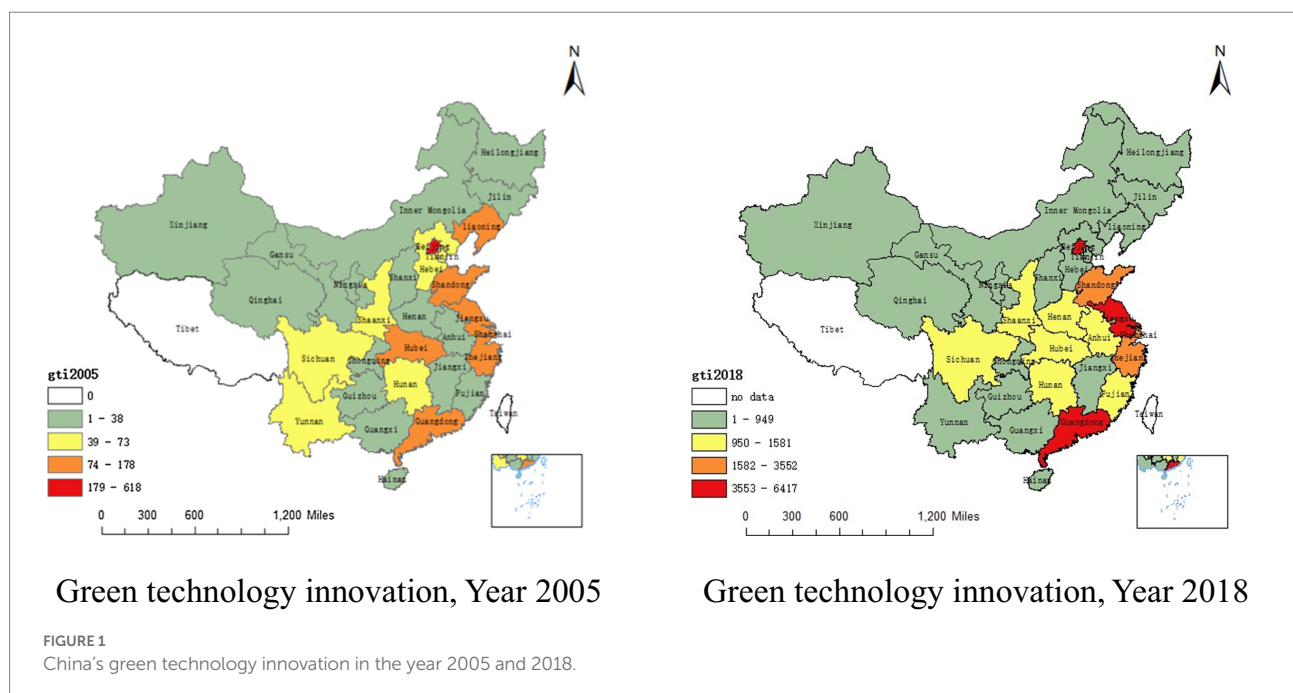 N
Heilongjiang
Jilin
Inner Mongolia
Liaoning
Xinjiang
Gansu
Beijing
Tianjin
Hebei
Ningxia
Shanxi
Shandong
Qinghai
Shaanxi
Henan
Jiangsu
Tibet
Anhui
Shanghai
Sichuan
Hubei
Chongqing
Zhejiang
Hunan
Jiangxi
Guizhou
Fujian
Yunnan
Guangxi
Guangdong
Taiwan
Hainan
gti2005
0
1 - 38
39 - 73
74 - 178
179 - 618
0 300 600 1,200 Miles
Green technology innovation, Year 2005
N
Heilongjiang
Jilin
Inner Mongolia
Liaoning
Xinjiang
Gansu
Beijing
Tianjin
Hebei
Ningxia
Shanxi
Shandong
Qinghai
Shaanxi
Henan
Jiangsu
Tibet
Anhui
Shanghai
Sichuan
Hubei
Chongqing
Zhejiang
Hunan
Jiangxi
Guizhou
Fujian
Yunnan
Guangxi
Guangdong
Taiwan
Hainan
gti2018
no data
1 - 949
950 - 1581
1582 - 3552
3553 - 6417
0 300 600 1,200 Miles
Green technology innovation, Year 2018
FIGURE 1
China's green technology innovation in the year 2005 and 2018.